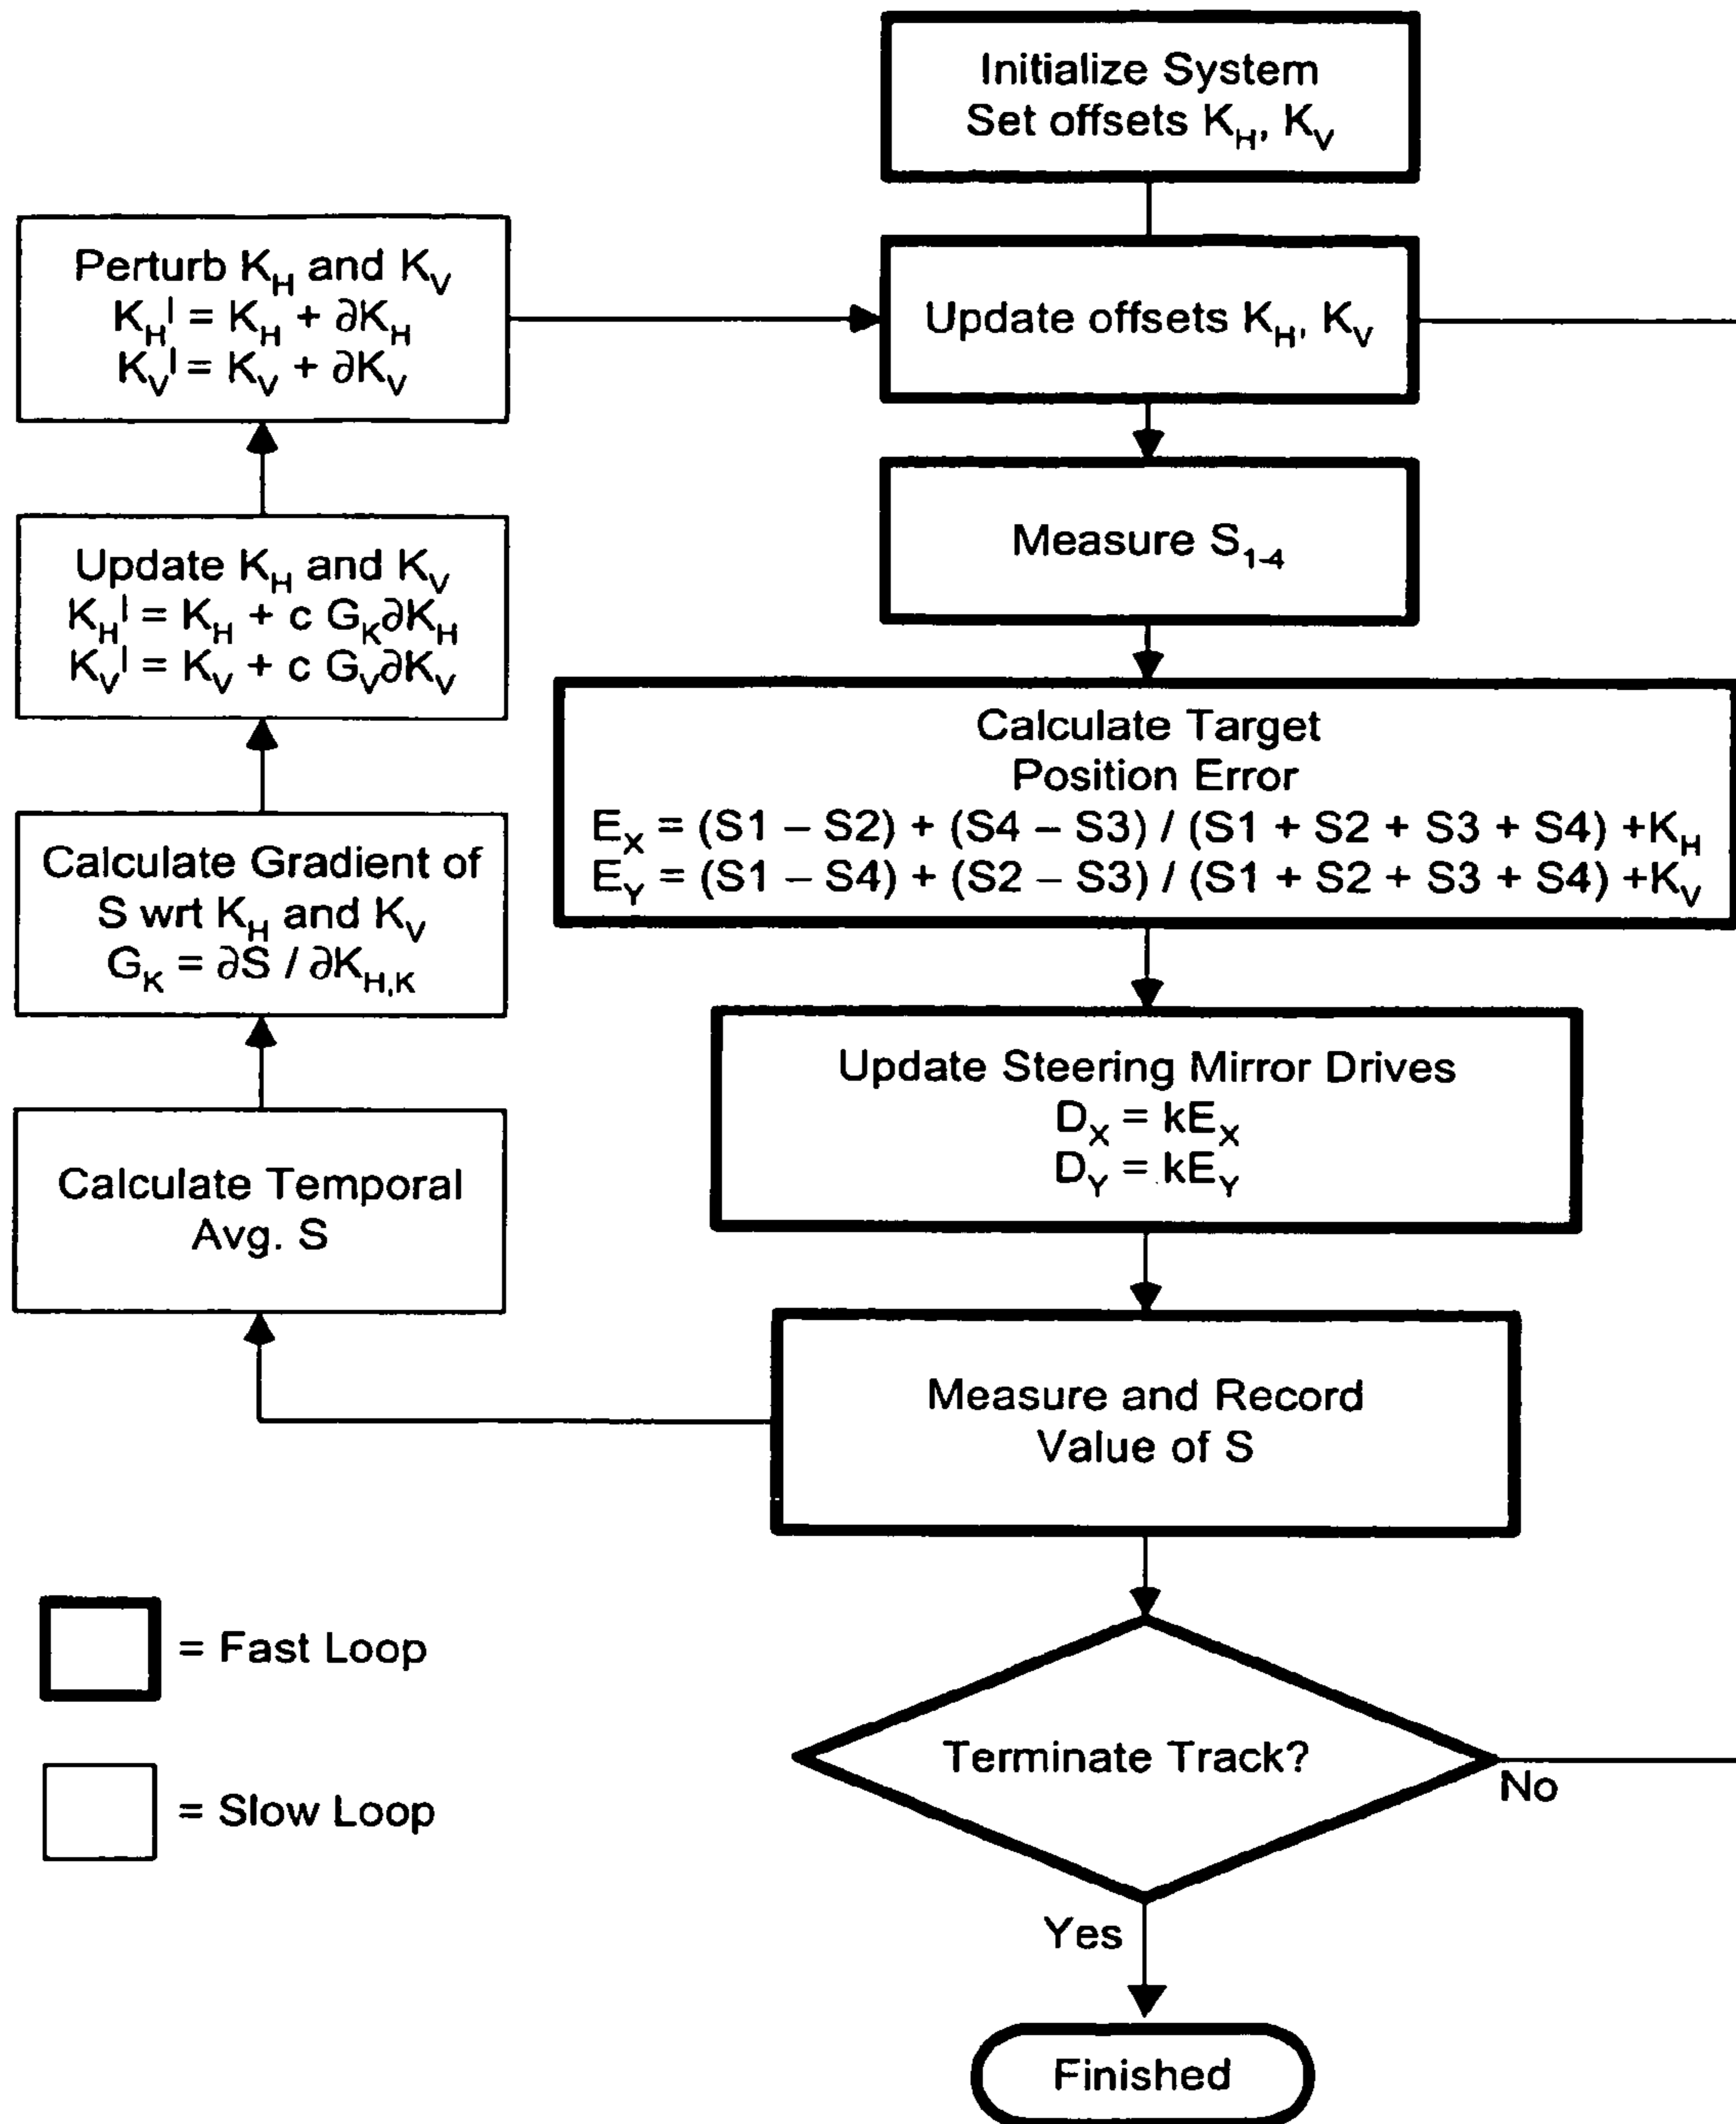 Initialize System
Set offsets K_H, K_V
Perturb K_H and K_V
K_H^| = K_H + ∂K_H
K_V^| = K_V + ∂K_V
Update offsets K_H, K_V
Measure S_1-4
Update K_H and K_V
K_H^| = K_H + c G_K∂K_H
K_V^| = K_V + c G_V∂K_V
Calculate Target
Position Error
E_X = (S1 – S2) + (S4 – S3) / (S1 + S2 + S3 + S4) +K_H
E_Y = (S1 – S4) + (S2 – S3) / (S1 + S2 + S3 + S4) +K_V
Calculate Gradient of
S wrt K_H and K_V
G_K = ∂S / ∂K_H,K
Update Steering Mirror Drives
D_X = kE_X
D_Y = kE_Y
Calculate Temporal
Avg. S
Measure and Record
Value of S
= Fast Loop
= Slow Loop
Terminate Track?
No
Yes
Finished